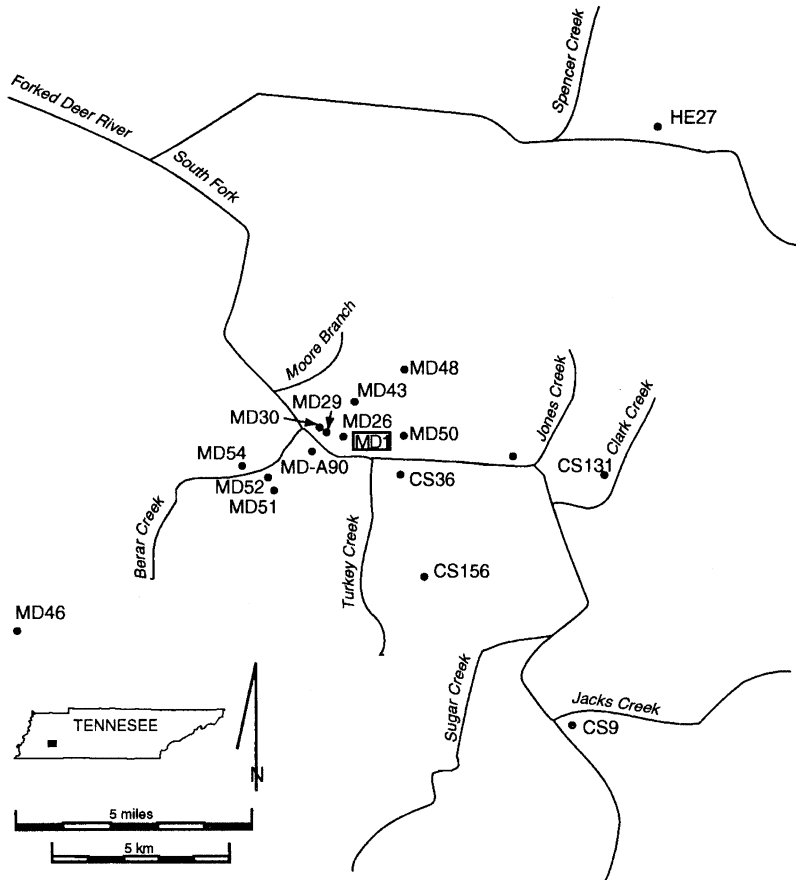 Spencer Creek
HE27
Forked Deer River
South Fork
Moore Branch
MD48
MD43
MD29
MD30
MD26
MD1
MD50
Jones Creek
Clark Creek
MD54
MD-A90
CS131
MD52
CS36
MD51
Berar Creek
Turkey Creek
CS156
MD46
Sugar Creek
Jacks Creek
CS9
TENNESEE
N
5 miles
5 km